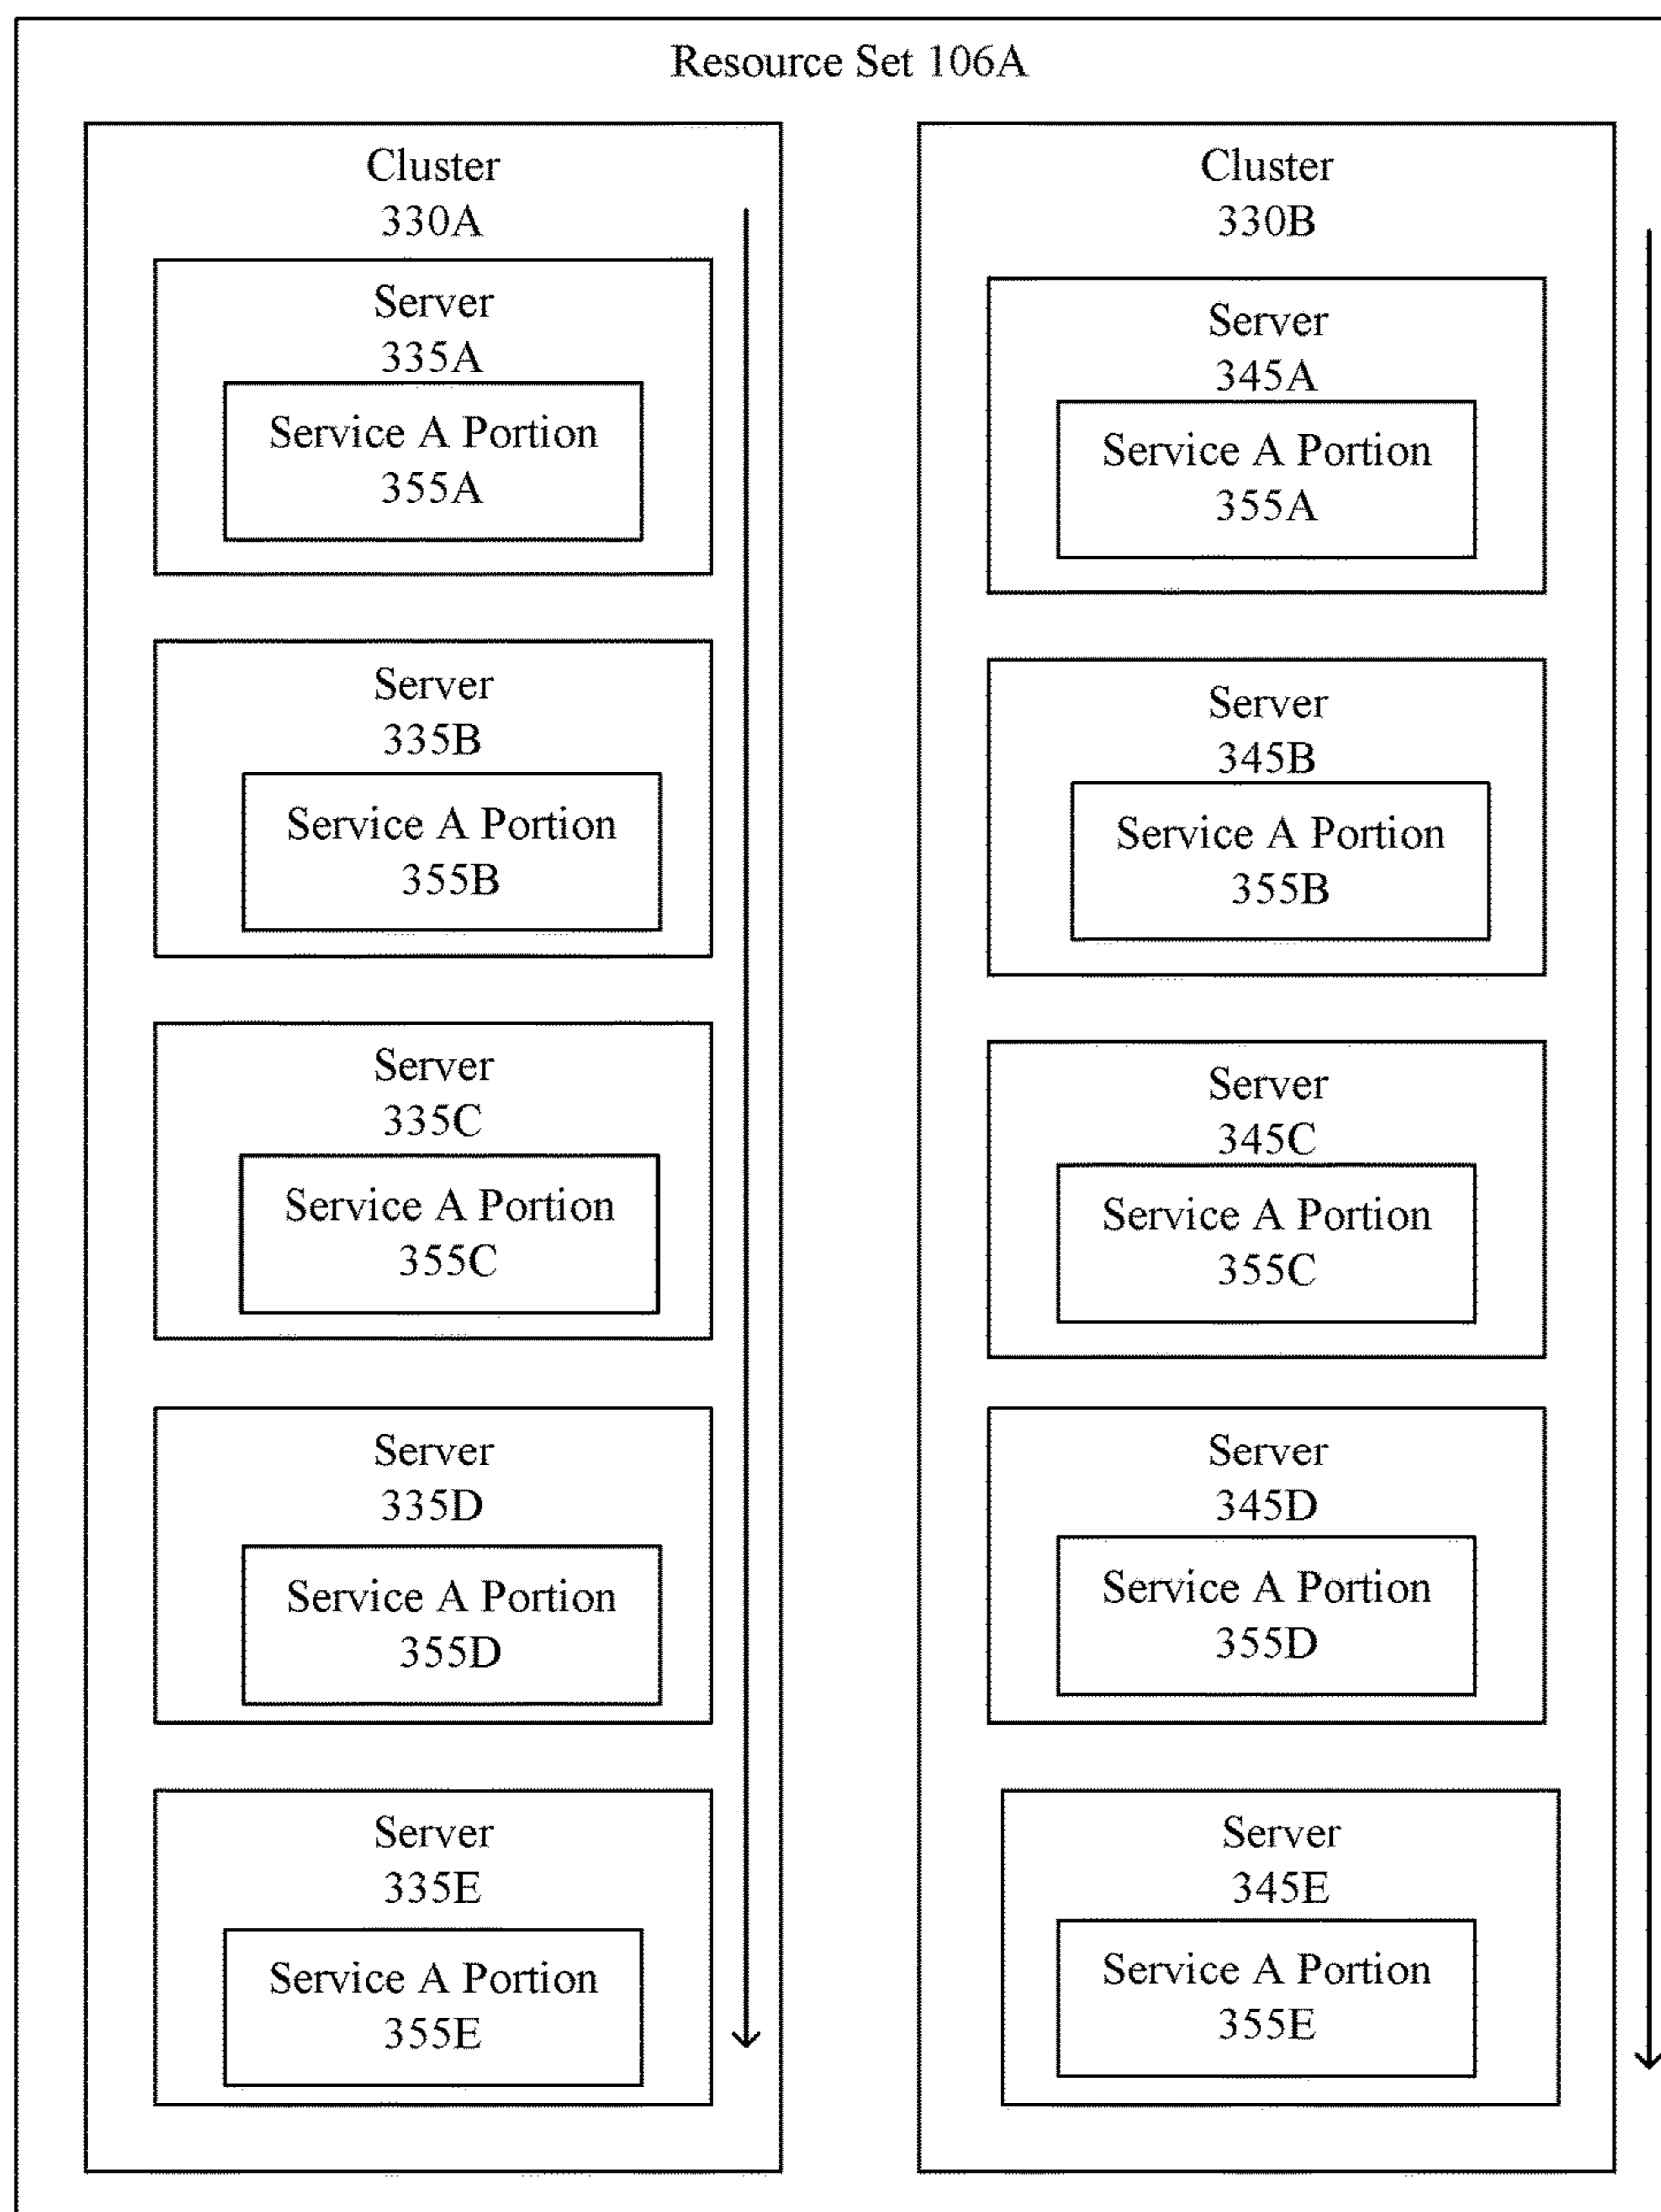 Resource Set 106A
Cluster
330A
Server
335A
Service A Portion
355A
Server
335B
Service A Portion
355B
Server
335C
Service A Portion
355C
Server
335D
Service A Portion
355D
Server
335E
Service A Portion
355E
Cluster
330B
Server
345A
Service A Portion
355A
Server
345B
Service A Portion
355B
Server
345C
Service A Portion
355C
Server
345D
Service A Portion
355D
Server
345E
Service A Portion
355E